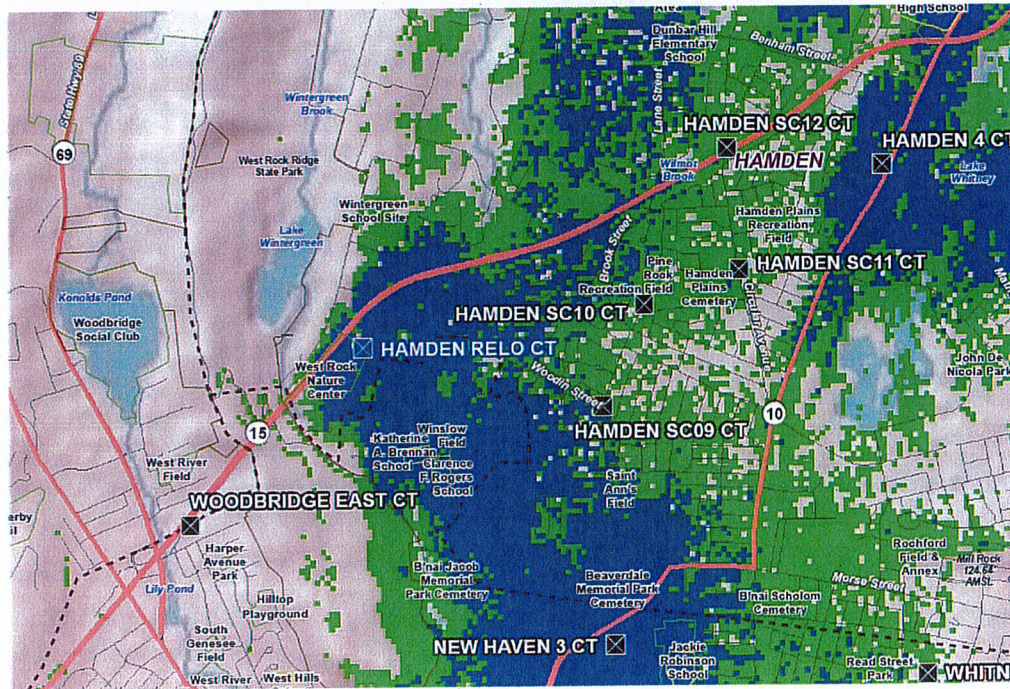 High School
Area
Dunbar Hill
Elementary
School
Benham Street
State Hwy 69
Lane Street
Wintergreen
Brook
HAMDEN SC12 CT
HAMDEN 4 CT
69
West Rock Ridge
State Park
HAMDEN
Wilmot
Brook
Lake
Whitney
Wintergreen
School Site
Hamden Plains
Recreation
Field
Lake
Wintergreen
Brook Street
Pine
Rock
Recreation Field
Hamden
Plains
Cemetery
HAMDEN SC11 CT
Circular Avenue
Konolds Pond
Woodbridge
Social Club
HAMDEN SC10 CT
HAMDEN RELO CT
West Rock
Nature
Center
Woodin Street
John De
Nicola Park
10
15
HAMDEN SC09 CT
Winslow
Field
Katherine
A. Brennan
School
Clarence
F. Rogers
School
West River
Field
Saint
Ann's
Field
WOODBRIDGE EAST CT
Harper
Avenue
Park
Rochford
Field &
Annex
Mill Rock
124.64
AMSL
Lily Pond
B'nai Jacob
Memorial
Park Cemetery
Beaverdale
Memorial Park
Cemetery
Morse Street
B'nai Scholom
Cemetery
Hilltop
Playground
South
Genesee
Field
NEW HAVEN 3 CT
Jackie
Robinson
School
Read Street
Park
WHITN
West River
West Hills